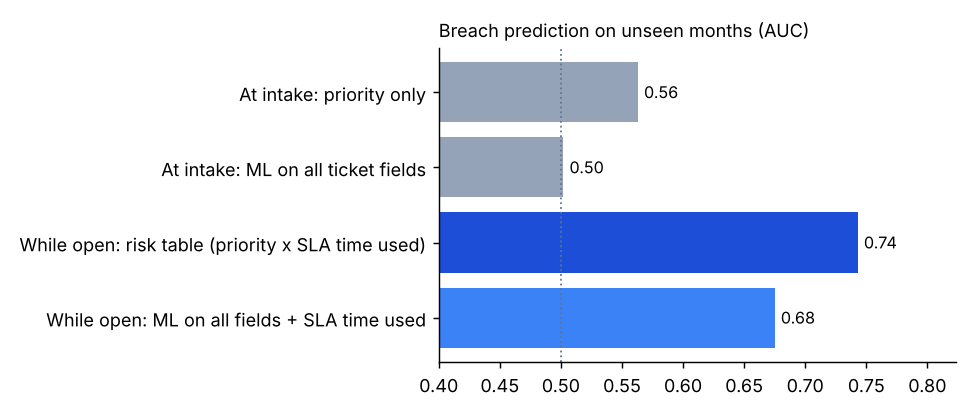 Breach prediction on unseen months (AUC)
At intake: priority only
0.56
At intake: ML on all ticket fields
0.50
While open: risk table (priority x SLA time used)
0.74
While open: ML on all fields + SLA time used
0.68
0.40 0.45 0.50 0.55 0.60 0.65 0.70 0.75 0.80